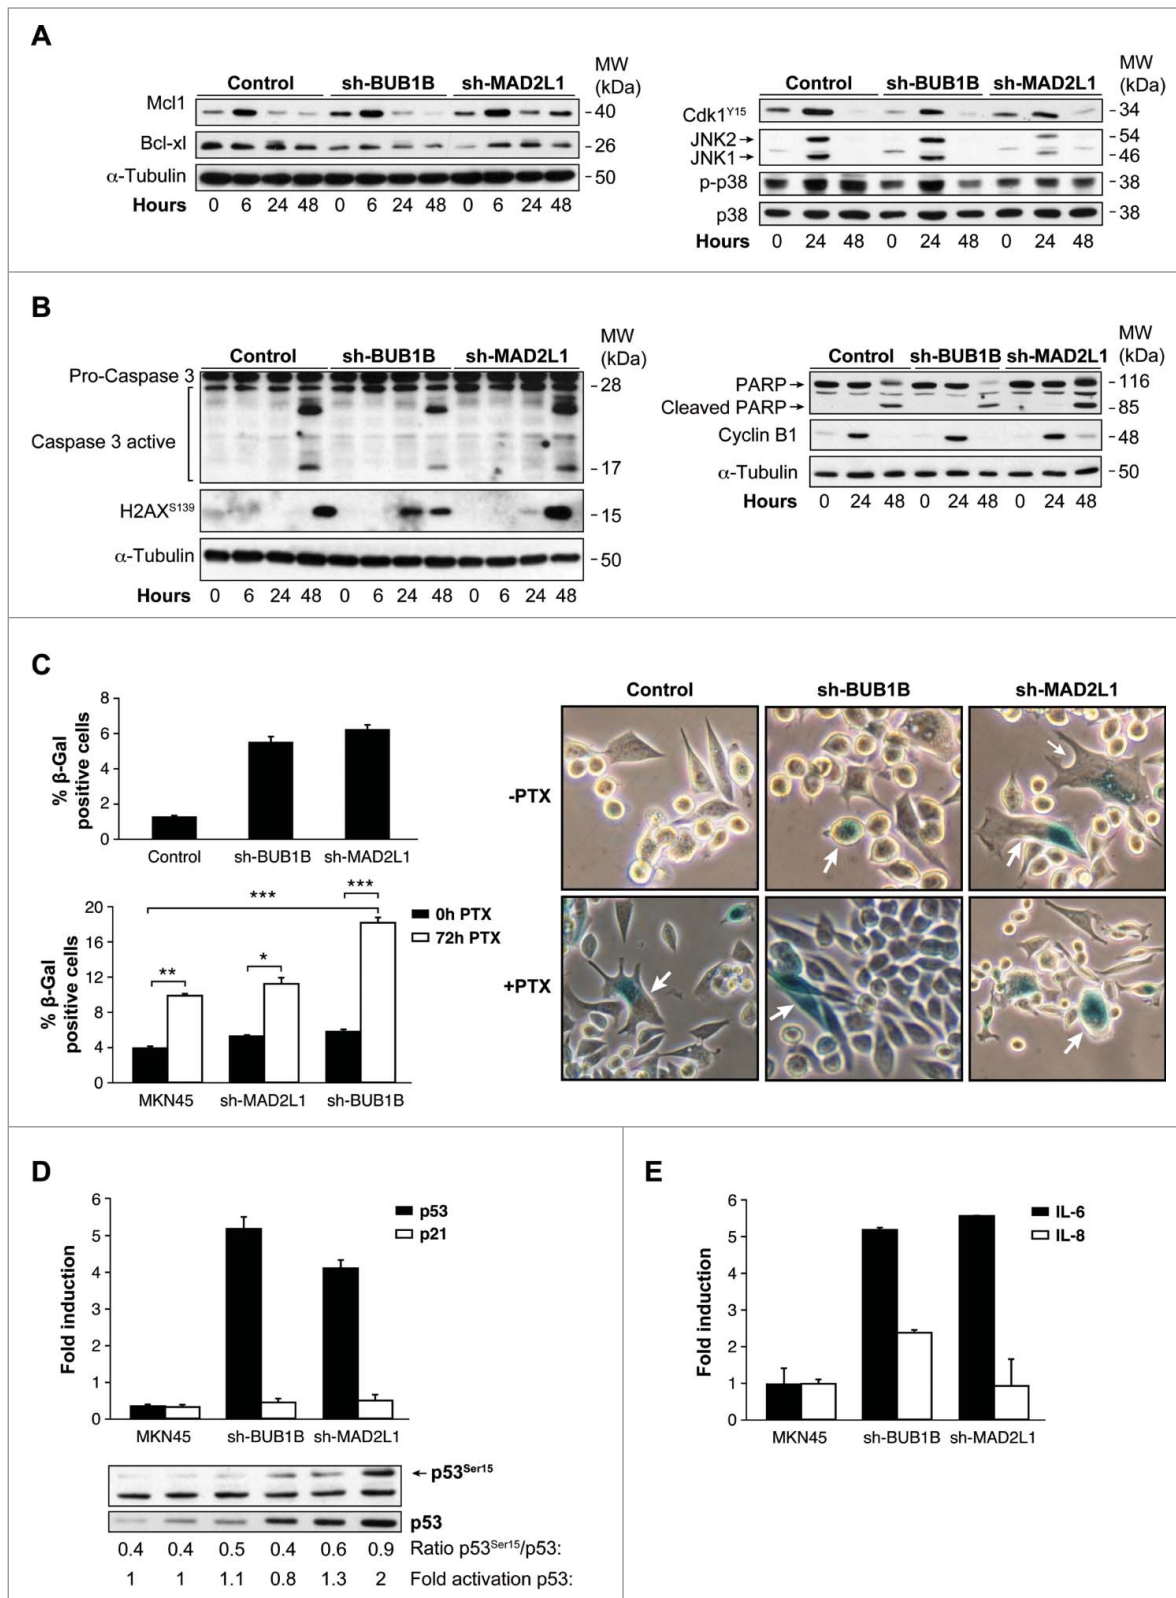 A
Control sh-BUB1B sh-MAD2L1 MW (kDa)
Mcl1 -40
Bcl-xl -26
α-Tubulin -50
Hours 0 6 24 48 0 6 24 48 0 6 24 48
Control sh-BUB1B sh-MAD2L1 MW (kDa)
Cdk1Y15 -34
JNK2→ -54
JNK1→ -46
p-p38 -38
p38 -38
Hours 0 24 48 0 24 48 0 24 48
B
Control sh-BUB1B sh-MAD2L1 MW (kDa)
Pro-Caspase 3 -28
Caspase 3 active
-17
H2AXS139 -15
α-Tubulin -50
Hours 0 6 24 48 0 6 24 48 0 6 24 48
Control sh-BUB1B sh-MAD2L1 MW (kDa)
PARP→ -116
Cleaved PARP→ -85
Cyclin B1 -48
α-Tubulin -50
Hours 0 24 48 0 24 48 0 24 48
C
% β-Gal
positive cells
8
6
4
2
0
Control sh-BUB1B sh-MAD2L1
% β-Gal
positive cells
20
16
12
8
4
0
** * *** ***
0h PTX
72h PTX
MKN45 sh-MAD2L1 sh-BUB1B
Control sh-BUB1B sh-MAD2L1
-PTX
+PTX
D
Fold induction
6
5
4
3
2
1
0
p53
p21
MKN45 sh-BUB1B sh-MAD2L1
←p53Ser15
p53
0.4 0.4 0.5 0.4 0.6 0.9 Ratio p53Ser15/p53:
1 1 1.1 0.8 1.3 2 Fold activation p53:
E
Fold induction
6
5
4
3
2
1
0
IL-6
IL-8
MKN45 sh-BUB1B sh-MAD2L1